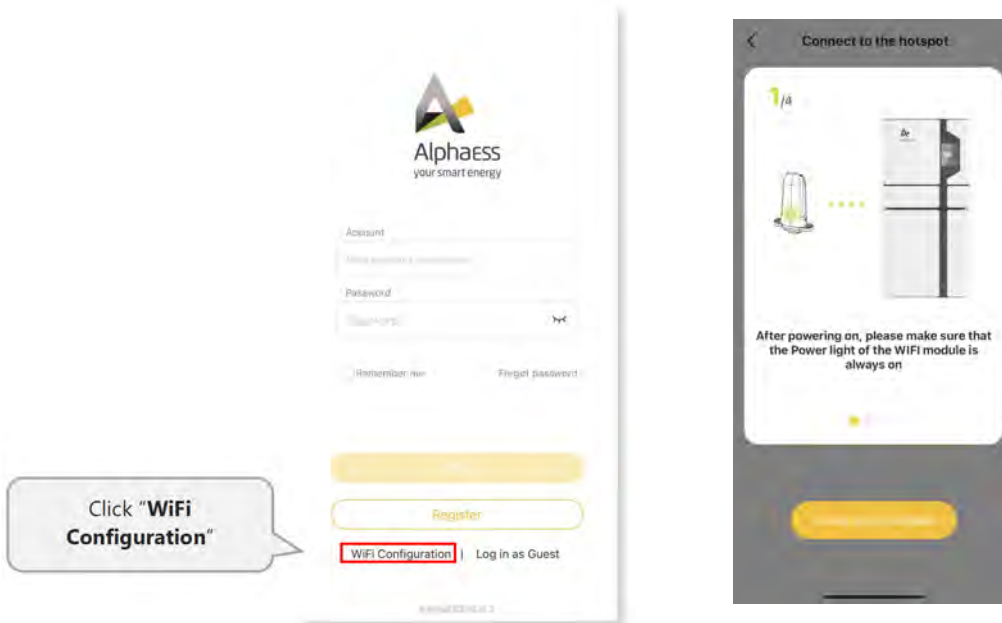 Alphaess
your smart energy
Account
Password
Remember me
Forgot password
Register
WiFi Configuration | Log in as Guest
Click "WiFi
Configuration"
Connect to the hotspot
1/4
After powering on, please make sure that
the Power light of the WIFI module is
always on